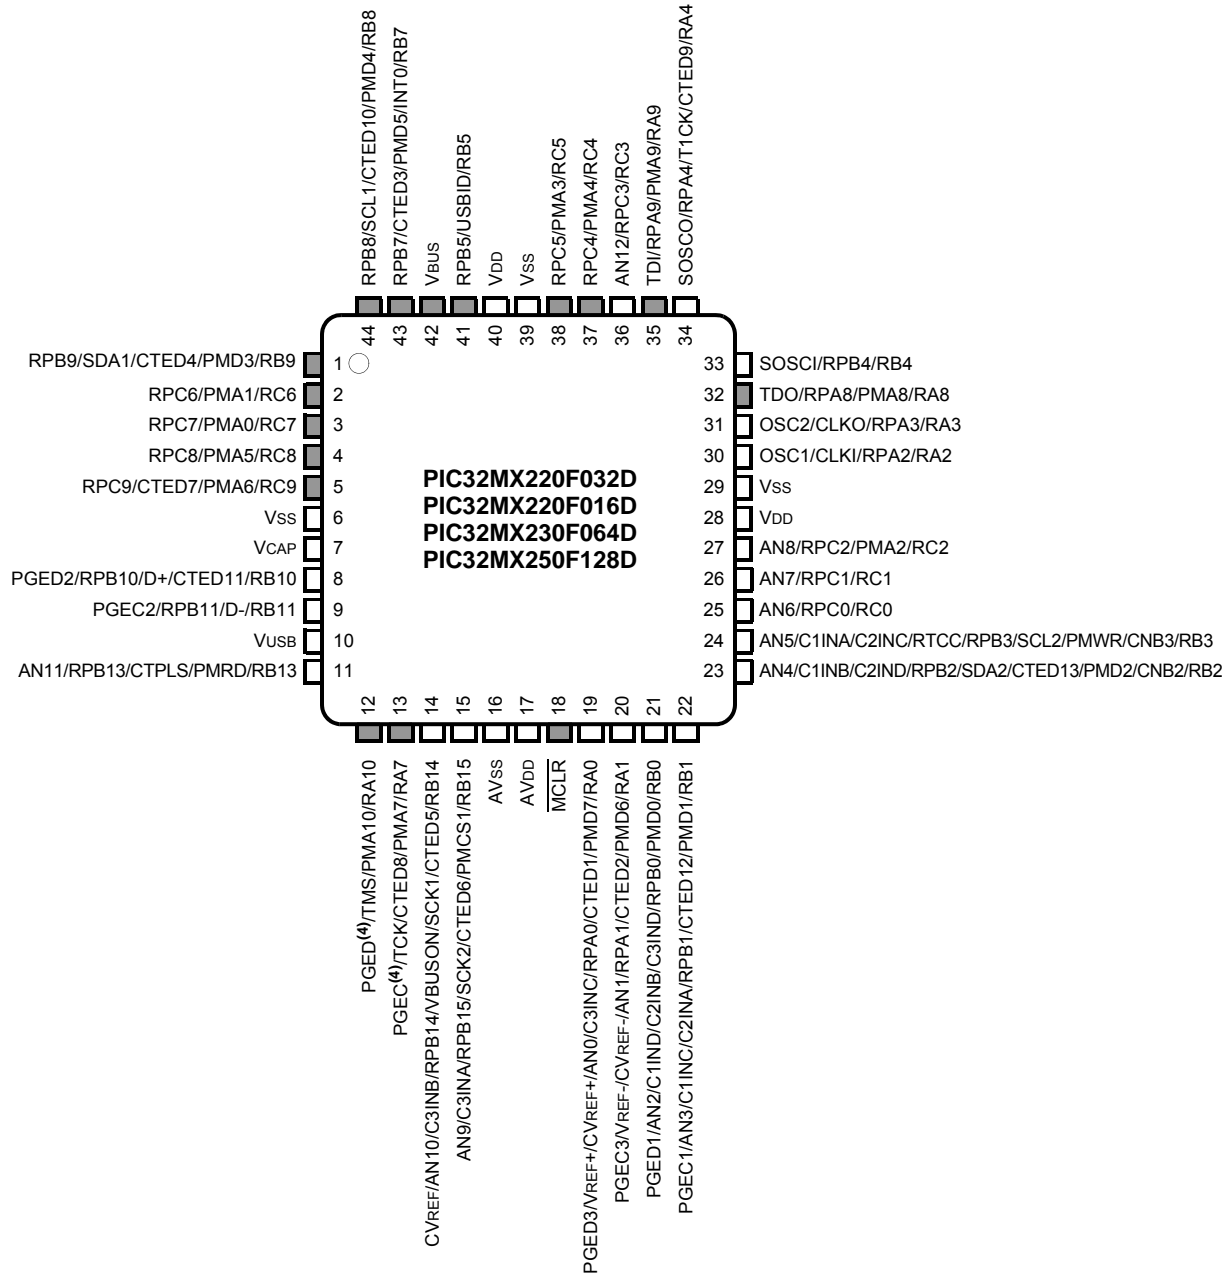 RPB8/SCL1/CTED10/PMD4/RB8
RPB7/CTED3/PMD5/INT0/RB7
VBUS
RPB5/USBID/RB5
VDD
VSS
RPC5/PMA3/RC5
RPC4/PMA4/RC4
AN12/RPC3/RC3
TDI/RPA9/PMA9/RA9
SOSCO/RPA4/T1CK/CTED9/RA4
44
43
42
41
40
39
38
37
36
35
34
RPB9/SDA1/CTED4/PMD3/RB9 1
RPC6/PMA1/RC6 2
RPC7/PMA0/RC7 3
RPC8/PMA5/RC8 4
RPC9/CTED7/PMA6/RC9 5
VSS 6
VCAP 7
PGED2/RPB10/D+/CTED11/RB10 8
PGEC2/RPB11/D-/RB11 9
VUSB 10
AN11/RPB13/CTPLS/PMRD/RB13 11
PIC32MX220F032D
PIC32MX220F016D
PIC32MX230F064D
PIC32MX250F128D
33 SOSCI/RPB4/RB4
32 TDO/RPA8/PMA8/RA8
31 OSC2/CLKO/RPA3/RA3
30 OSC1/CLKI/RPA2/RA2
29 VSS
28 VDD
27 AN8/RPC2/PMA2/RC2
26 AN7/RPC1/RC1
25 AN6/RPC0/RC0
24 AN5/C1INA/C2INC/RTCC/RPB3/SCL2/PMWR/CNB3/RB3
23 AN4/C1INB/C2IND/RPB2/SDA2/CTED13/PMD2/CNB2/RB2
12
13
14
15
16
17
18
19
20
21
22
PGED(4)/TMS/PMA10/RA10
PGEC(4)/TCK/CTED8/PMA7/RA7
CVREF/AN10/C3INB/RPB14/VBUSON/SCK1/CTED5/RB14
AN9/C3INA/RPB15/SCK2/CTED6/PMCS1/RB15
AVSS
AVDD
MCLR
PGED3/VREF+/CVREF+/AN0/C3INC/RPA0/CTED1/PMD7/RA0
PGEC3/VREF-/CVREF-/AN1/RPA1/CTED2/PMD6/RA1
PGED1/AN2/C1IND/C2INB/C3IND/RPB0/PMD0/RB0
PGEC1/AN3/C1INC/C2INA/RPB1/CTED12/PMD1/RB1